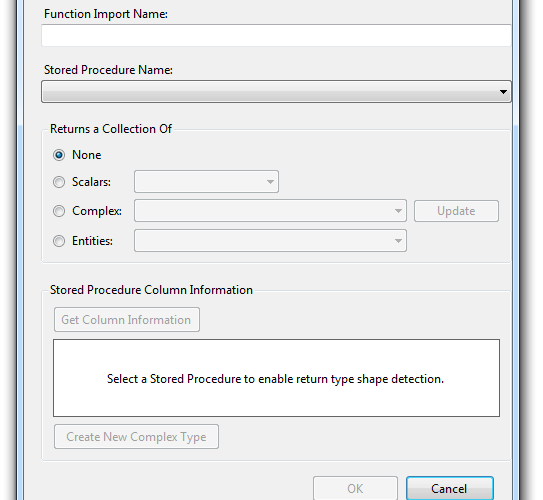 Function Import Name:
Stored Procedure Name:
Returns a Collection Of
None
Scalars:
Complex:
Update
Entities:
Stored Procedure Column Information
Get Column Information
Select a Stored Procedure to enable return type shape detection.
Create New Complex Type
OK
Cancel